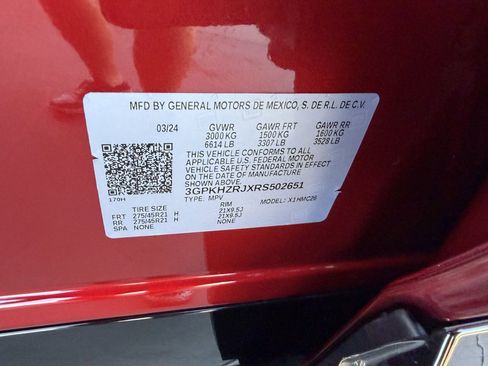 MFD BY GENERAL MOTORS DE MEXICO, S. DE R.L. DE C.V.
03/24 GVWR GAWR FRT GAWR RR
3000 KG 1500 KG 1600 KG
6614 LB 3307 LB 3528 LB
THIS VEHICLE CONFORMS TO ALL
APPLICABLE U.S. FEDERAL MOTOR
VEHICLE SAFETY STANDARDS IN EFFECT
ON THE DATE OF MANUFACTURE SHOWN ABOVE.
3GPKHZRJXRS502651
170H TYPE: MPV MODEL: X1HMC26
TIRE SIZE RIM
FRT 275/45R21 H 21X9.5J
RR 275/45R21 H 21X9.5J
SPA NONE NONE